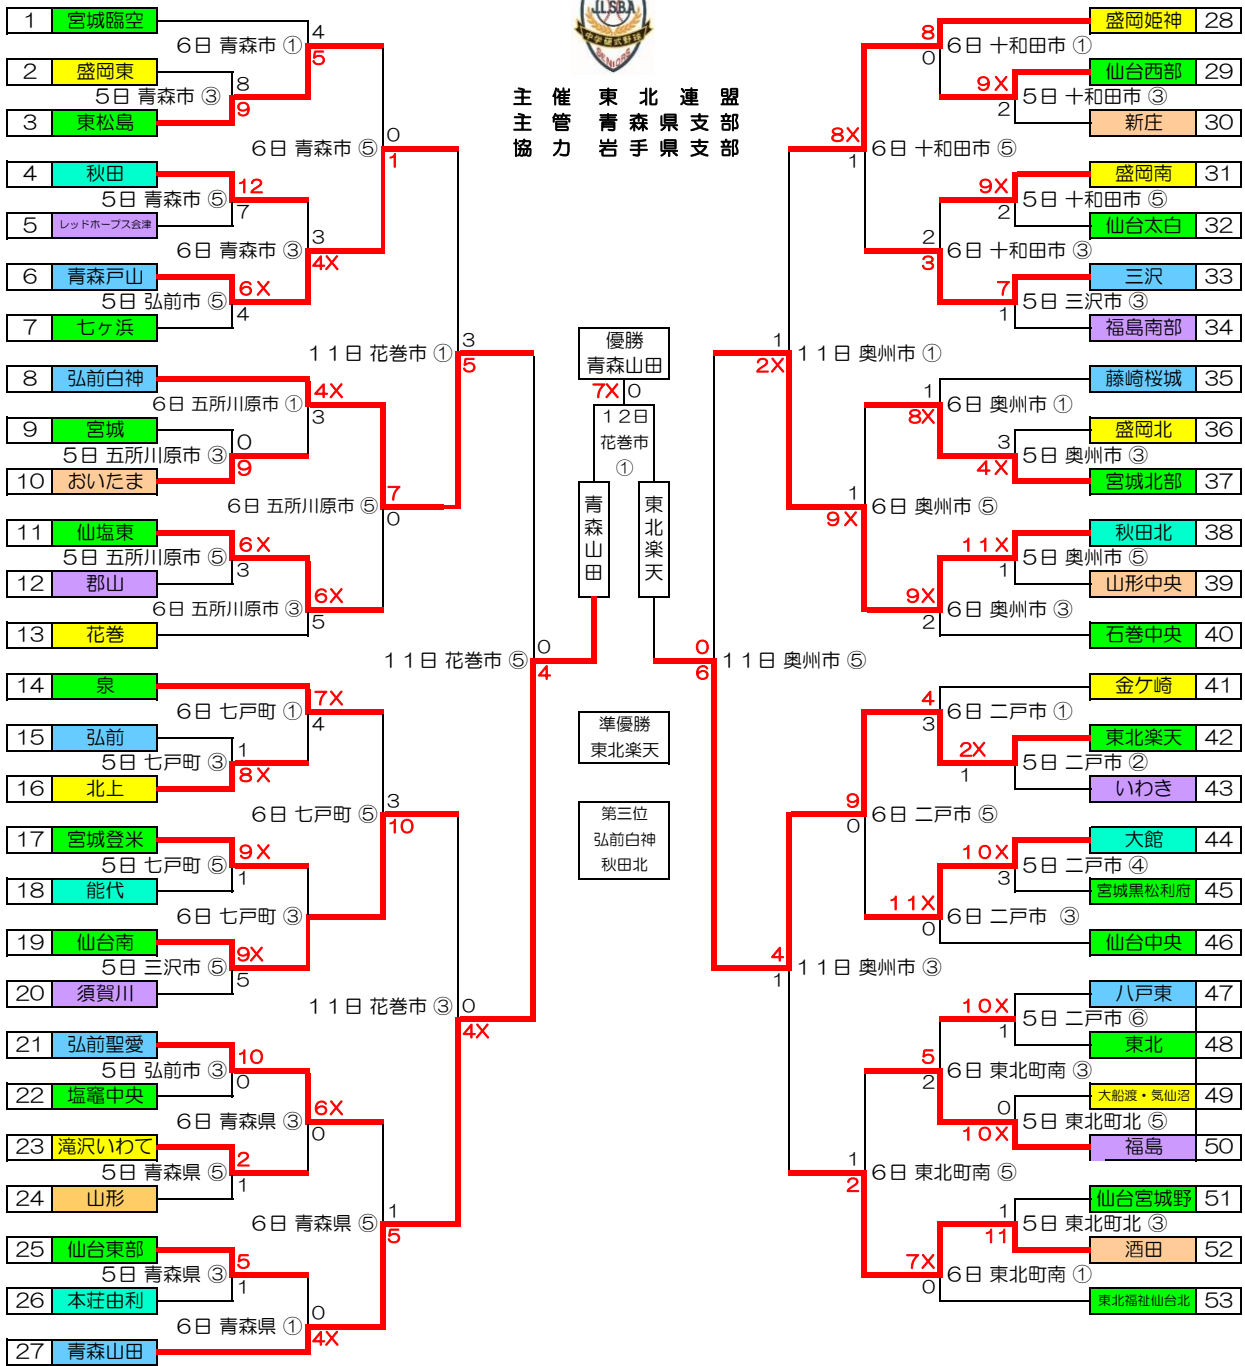 JLSBA
中学硬式野球
SENIORS
主 催 東 北 連 盟
主 管 青 森 県 支 部
協 力 岩 手 県 支 部
1 宮城臨空
4
6日 青森市 ①
5
2 盛岡東
8
5日 青森市 ③
9
3 東松島
0
6日 青森市 ⑤
1
4 秋田
12
5日 青森市 ⑤
7
5 レッドホープス会津
3
6日 青森市 ③
4X
6 青森戸山
6X
5日 弘前市 ⑤
4
7 七ヶ浜
3
11日 花巻市 ①
5
8 弘前白神
4X
6日 五所川原市 ①
3
9 宮城
0
5日 五所川原市 ③
9
10 おいたま
7
6日 五所川原市 ⑤
0
11 仙塩東
6X
5日 五所川原市 ⑤
3
12 郡山
6X
6日 五所川原市 ③
5
13 花巻
0
11日 花巻市 ⑤
4
14 泉
7X
6日 七戸町 ①
4
15 弘前
1
5日 七戸町 ③
8X
16 北上
3
6日 七戸町 ⑤
10
17 宮城登米
9X
5日 七戸町 ⑤
1
18 能代
6日 七戸町 ③
19 仙台南
9X
5日 三沢市 ⑤
5
20 須賀川
0
11日 花巻市 ③
4X
21 弘前聖愛
10
5日 弘前市 ③
0
22 塩竈中央
6X
6日 青森県 ③
0
23 滝沢いわて
2
5日 青森県 ⑤
1
24 山形
1
6日 青森県 ⑤
5
25 仙台東部
5
5日 青森県 ③
1
26 本荘由利
0
6日 青森県 ①
4X
27 青森山田
優勝
青森山田
7X 0
12日
花巻市
①
青森山田
東北楽天
準優勝
東北楽天
第三位
弘前白神
秋田北
盛岡姫神 28
8
6日 十和田市 ①
0
仙台西部 29
9X
5日 十和田市 ③
2
新庄 30
8X
6日 十和田市 ⑤
1
盛岡南 31
9X
5日 十和田市 ⑤
2
仙台太白 32
2
6日 十和田市 ③
3
三沢 33
7
5日 三沢市 ③
1
福島南部 34
1
11日 奥州市 ①
2X
藤崎桜城 35
1
6日 奥州市 ①
8X
盛岡北 36
3
5日 奥州市 ③
4X
宮城北部 37
1
6日 奥州市 ⑤
9X
秋田北 38
11X
5日 奥州市 ⑤
1
山形中央 39
9X
6日 奥州市 ③
2
石巻中央 40
0
11日 奥州市 ⑤
6
金ケ崎 41
4
6日 二戸市 ①
3
東北楽天 42
2X
5日 二戸市 ②
1
いわき 43
9
6日 二戸市 ⑤
0
大館 44
10X
5日 二戸市 ④
3
宮城黒松利府 45
11X
6日 二戸市 ③
0
仙台中央 46
4
11日 奥州市 ③
1
八戸東 47
10X
5日 二戸市 ⑥
1
東北 48
5
6日 東北町南 ③
2
大船渡・気仙沼 49
0
5日 東北町北 ⑤
10X
福島 50
1
6日 東北町南 ⑤
2
仙台宮城野 51
1
5日 東北町北 ③
11
酒田 52
7X
6日 東北町南 ①
0
東北福祉仙台北 53